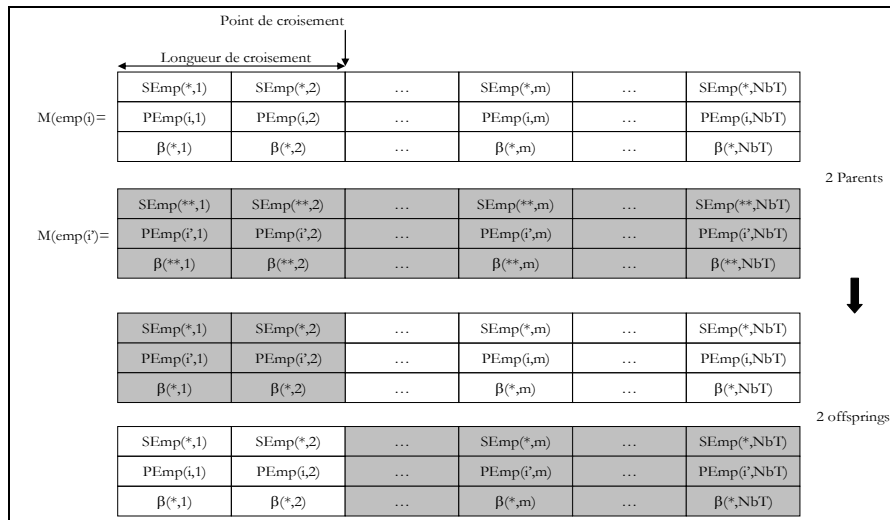 Point de croisement
Longueur de croisement
SEmp(*,1) SEmp(*,2) … SEmp(*,m) … SEmp(*,NbT)
M(emp(i)= PEmp(i,1) PEmp(i,2) … PEmp(i,m) … PEmp(i,NbT)
β(*,1) β(*,2) … β(*,m) … β(*,NbT)
2 Parents
SEmp(**,1) SEmp(**,2) … SEmp(**,m) … SEmp(**,NbT)
M(emp(i’)= PEmp(i’,1) PEmp(i’,2) … PEmp(i’,m) … PEmp(i’,NbT)
β(**,1) β(**,2) … β(**,m) … β(**,NbT)
SEmp(*,1) SEmp(*,2) … SEmp(*,m) … SEmp(*,NbT)
PEmp(i’,1) PEmp(i’,2) … PEmp(i,m) … PEmp(i,NbT)
β(*,1) β(*,2) … β(*,m) … β(*,NbT)
2 offsprings
SEmp(*,1) SEmp(*,2) … SEmp(*,m) … SEmp(*,NbT)
PEmp(i,1) PEmp(i,2) … PEmp(i’,m) … PEmp(i’,NbT)
β(*,1) β(*,2) … β(*,m) … β(*,NbT)